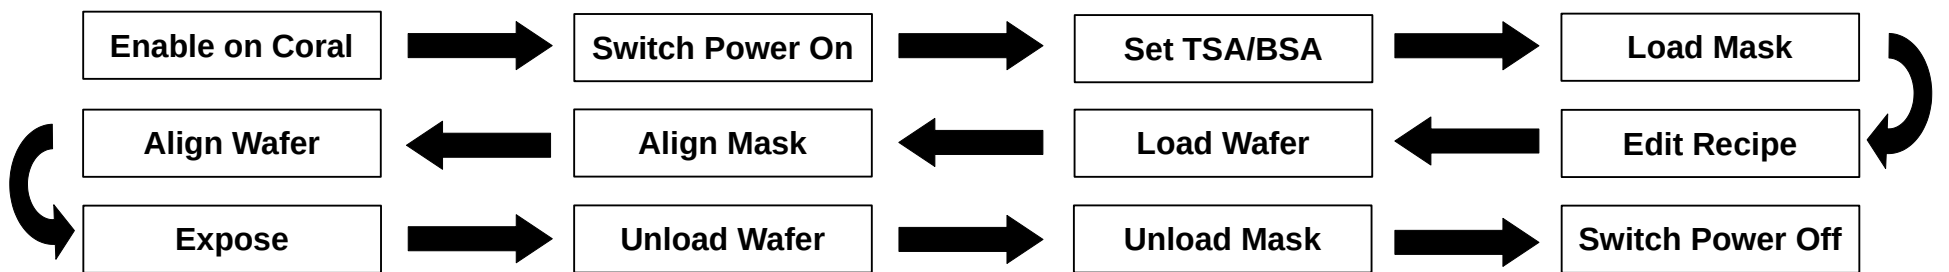 Enable on Coral
Switch Power On
Set TSA/BSA
Load Mask
Edit Recipe
Load Wafer
Align Mask
Align Wafer
Expose
Unload Wafer
Unload Mask
Switch Power Off